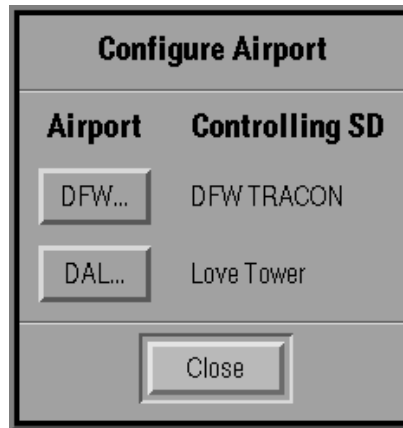 Configure Airport
Airport Controlling SD
DFW... DFW TRACON
DAL... Love Tower
Close